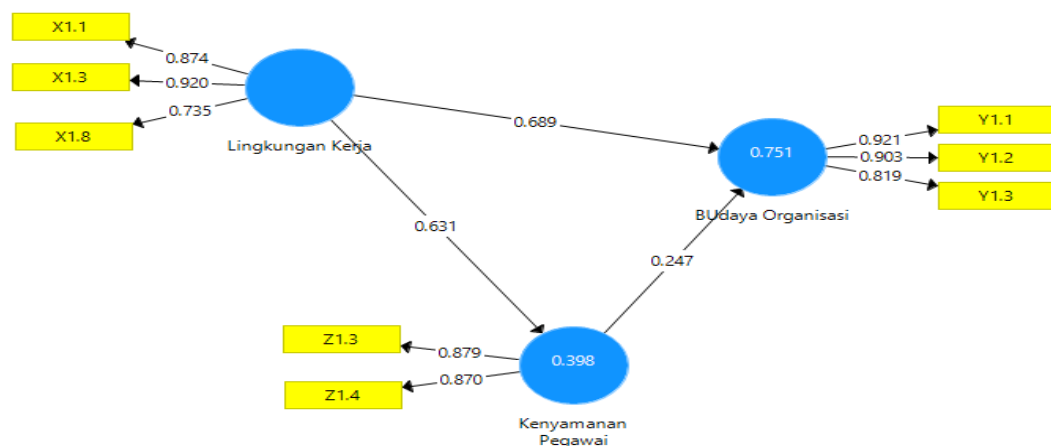 X1.1
0.874
X1.3
0.920
X1.8
0.735
Lingkungan Kerja
0.689
0.751
BUdaya Organisasi
Y1.1
0.921
Y1.2
0.903
Y1.3
0.819
0.631
0.247
Z1.3
0.879
Z1.4
0.870
0.398
Kenyamanan
Pegawai